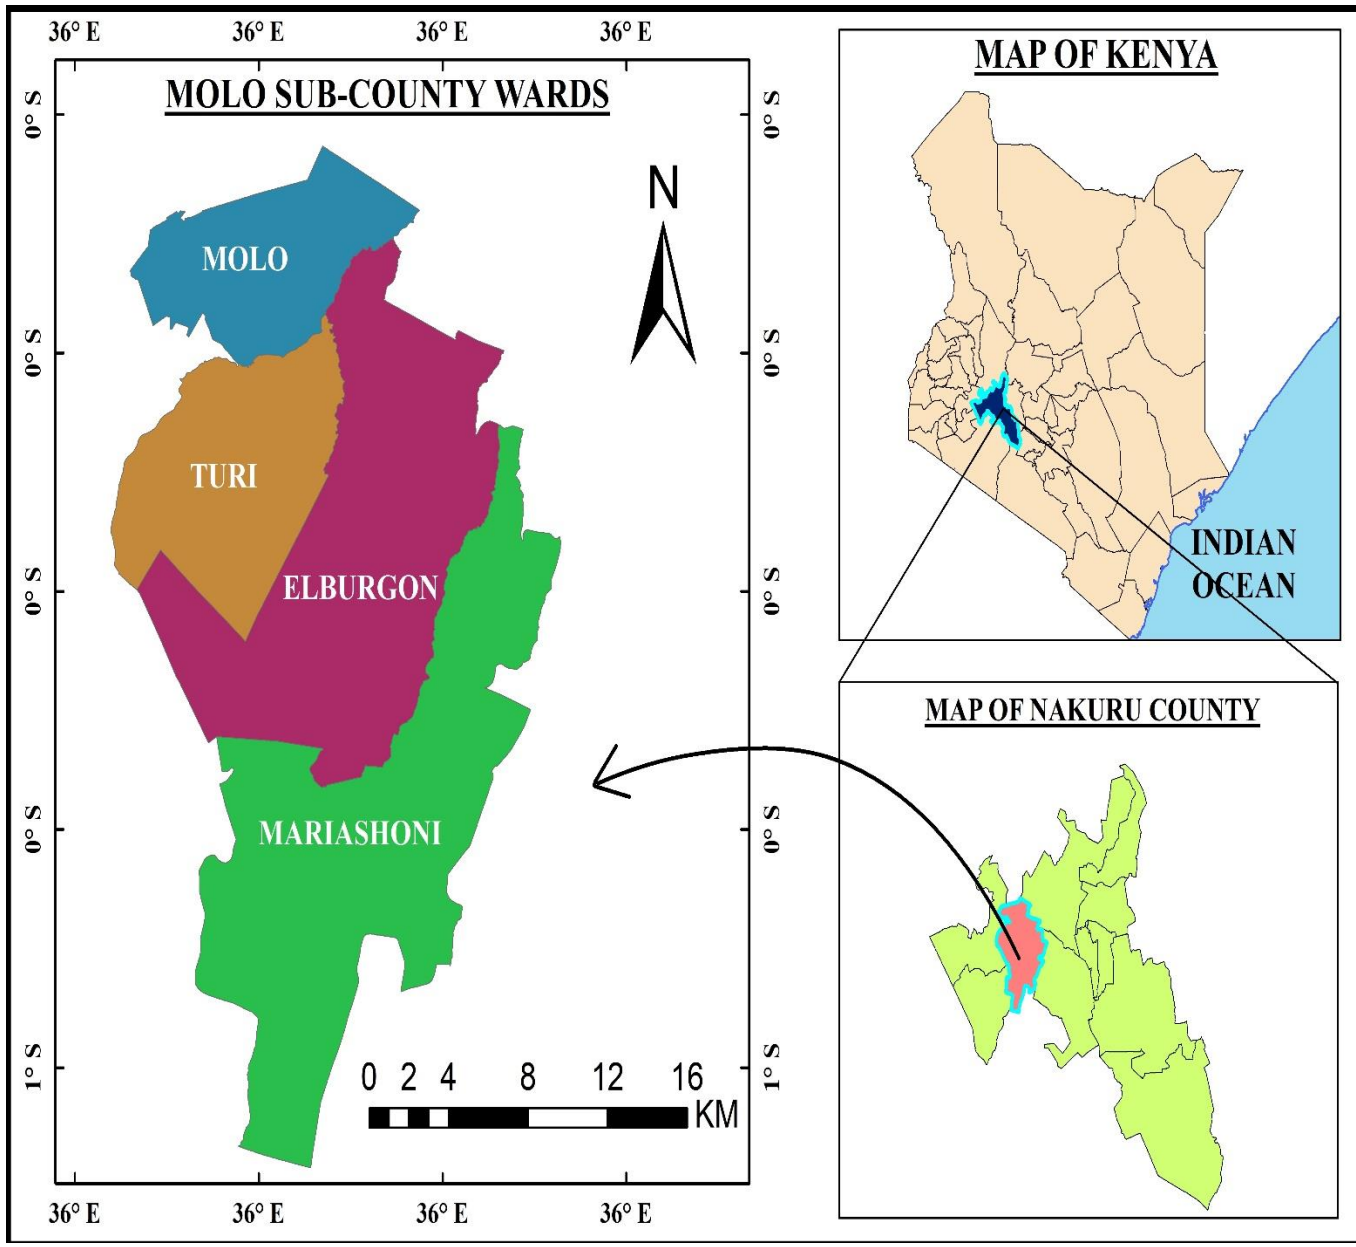 36° E 36° E 36° E 36° E
MOLO SUB-COUNTY WARDS
0° S
0° S
0° S
0° S
1° S
0° S
0° S
0° S
0° S
1° S
N
MOLO
TURI
ELBURGON
MARIASHONI
0 2 4 8 12 16
KM
36° E 36° E 36° E 36° E
MAP OF KENYA
INDIAN
OCEAN
MAP OF NAKURU COUNTY